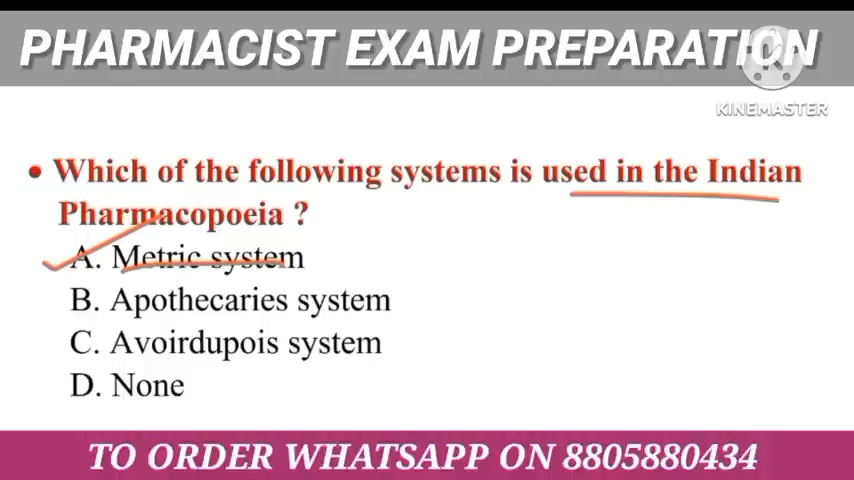 PHARMACIST EXAM PREPARATION
K
KINEMASTER
• Which of the following systems is used in the Indian
Pharmacopoeia ?
A. Metric system
B. Apothecaries system
C. Avoirdupois system
D. None
TO ORDER WHATSAPP ON 8805880434